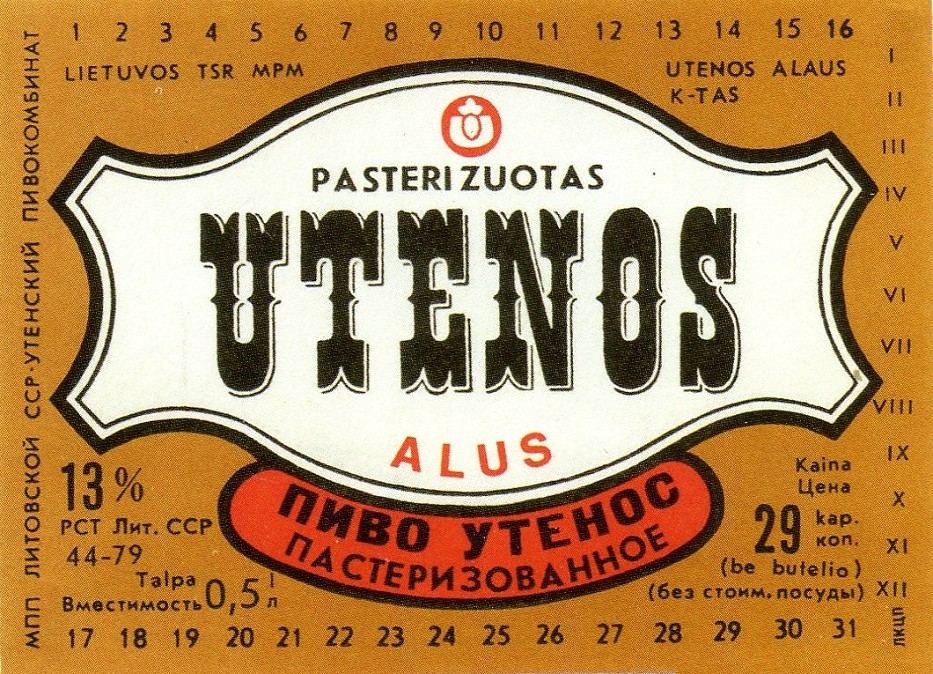 1 2 3 4 5 6 7 8 9 10 11 12 13 14 15 16
LIETUVOS TSR MPM
UTENOS ALAUS
K-TAS
PASTERIZUOTAS
UTENOS
ALUS
ПИВО УТЕНОС
ПАСТЕРИЗОВАННОЕ
13%
РСТ Лит. ССР
44-79
Talpa
Вместимость 0,5 l
л
Kaina
Цена
29 kap.
коп.
(be butelio)
(без стоим. посуды)
17 18 19 20 21 22 23 24 25 26 27 28 29 30 31
МПП ЛИТОВСКОЙ ССР-УТЕНСКИЙ ПИВОКОМБИНАТ
I
II
III
IV
V
VI
VII
VIII
IX
X
XI
XII
ЛКЦП